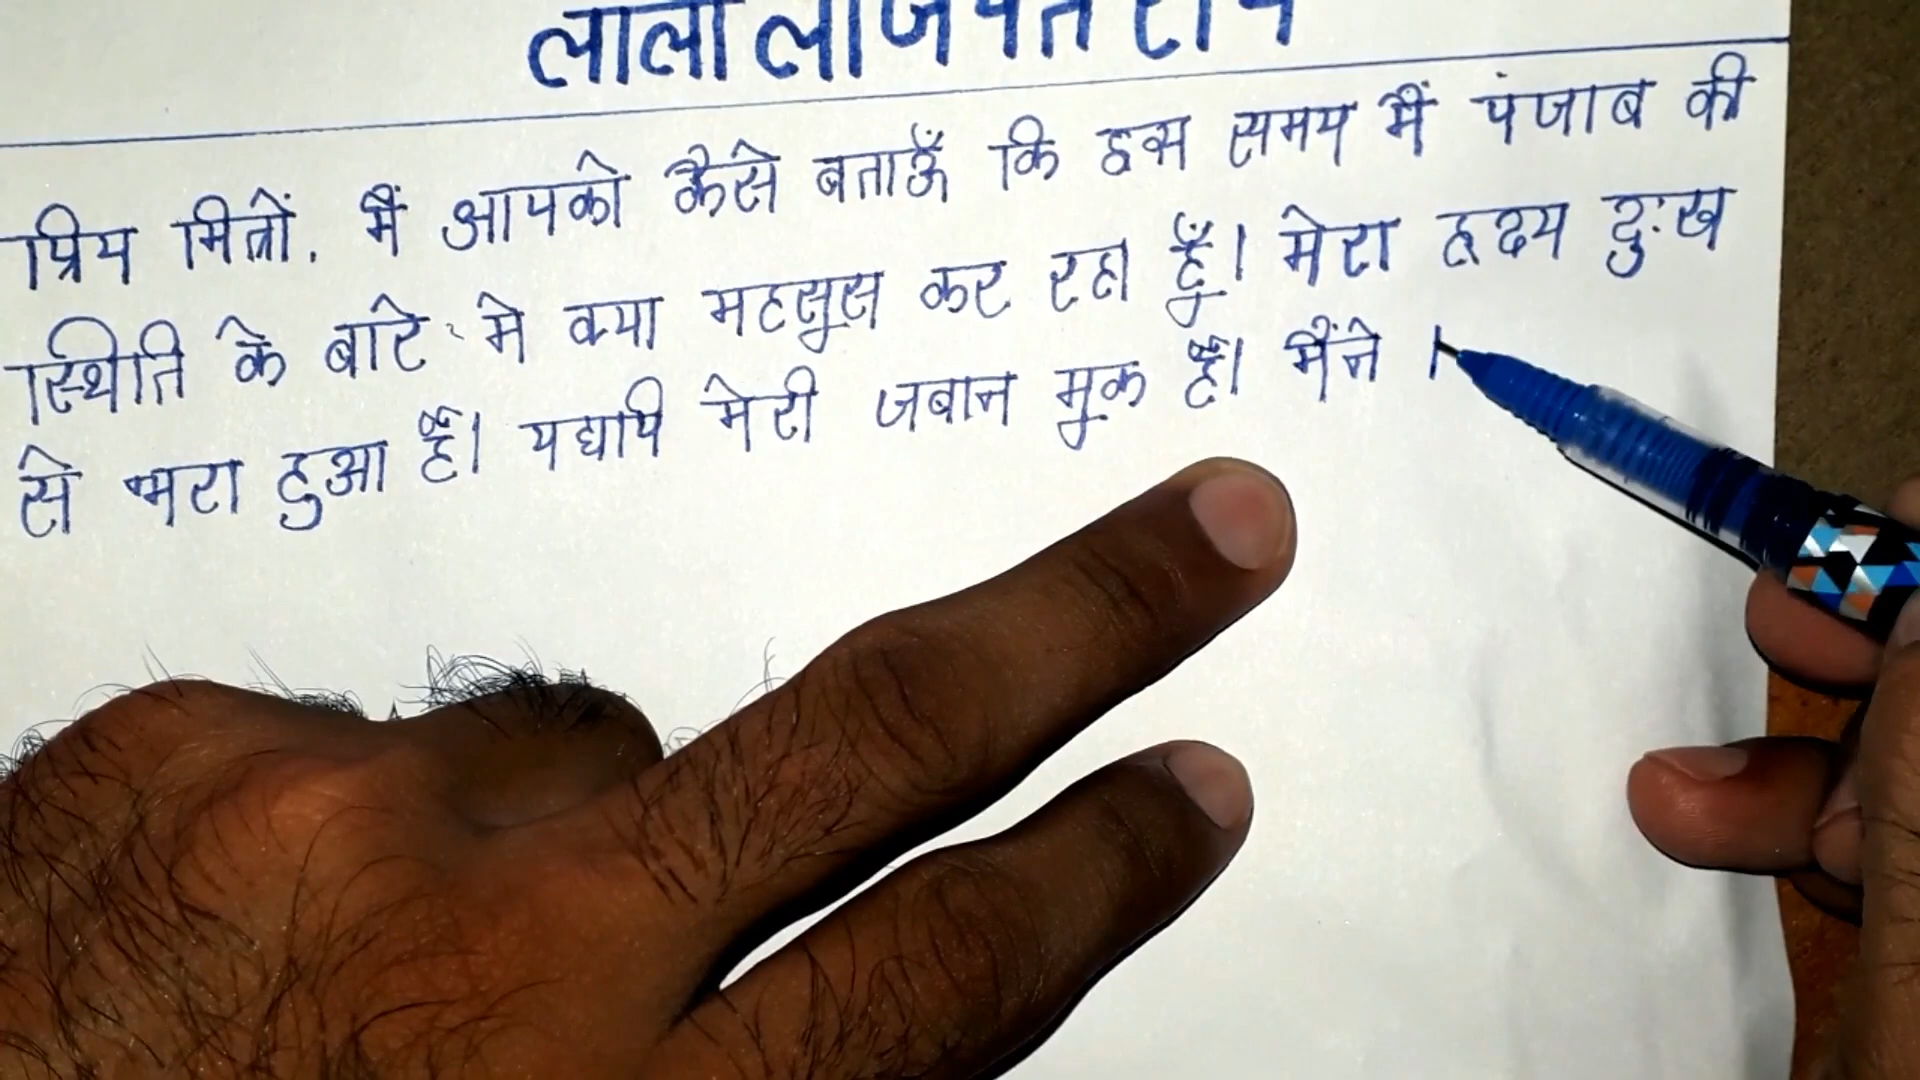 लाला लाजपत राय
प्रिय मित्रों. मैं आपको कैसे बताऊँ कि इस समय मैं पंजाब की
स्थिति के बारे मे क्या महसूस कर रहा हूँ। मेरा हृदय दुःख
से भरा हुआ हैं। यद्यपि मेरी जबान मूक हैं। मैंने